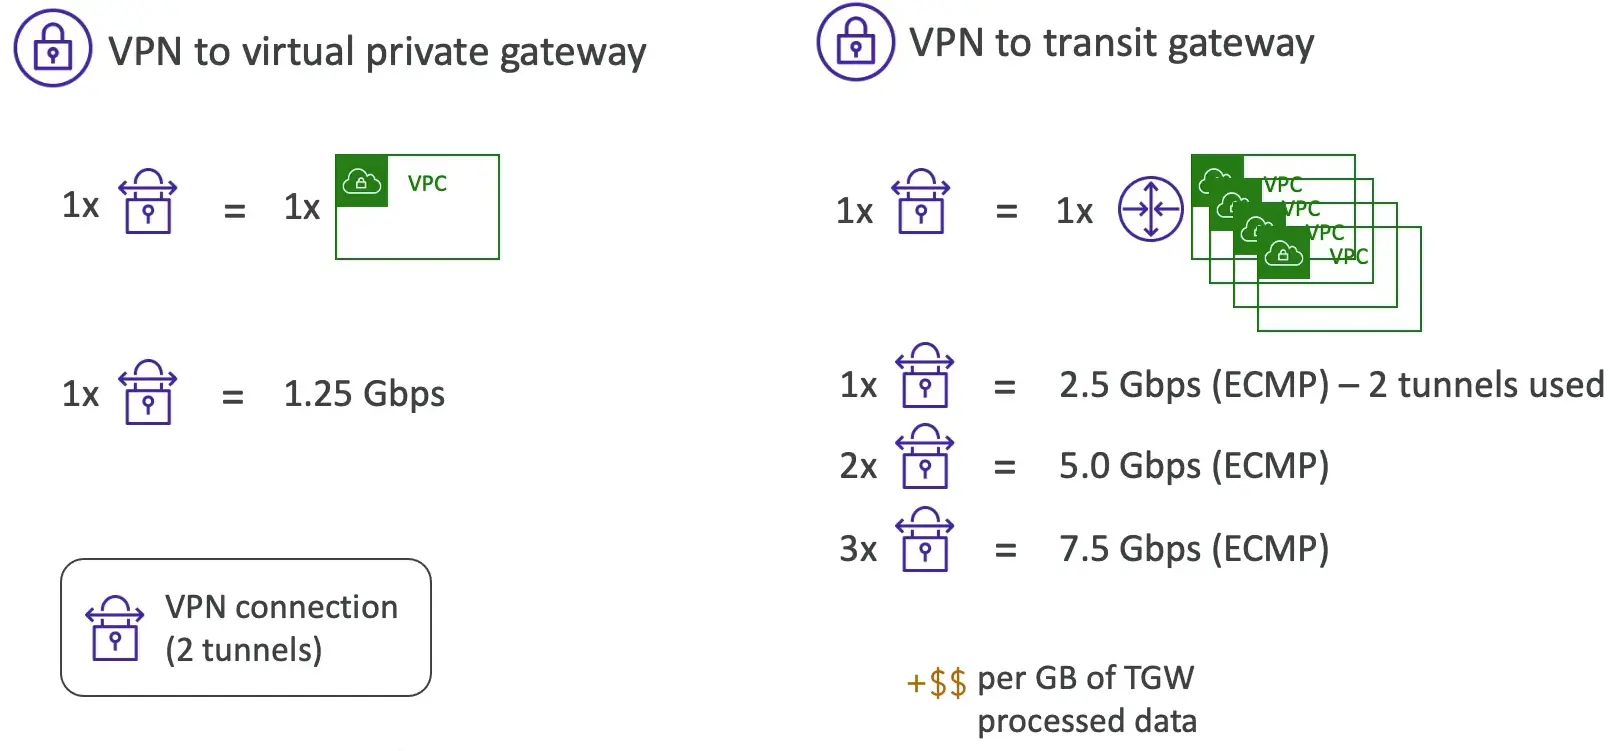 VPN to virtual private gateway
1x = 1x VPC
1x = 1.25 Gbps
VPN connection
(2 tunnels)
VPN to transit gateway
1x = 1x VPC
VPC
VPC
VPC
1x = 2.5 Gbps (ECMP) – 2 tunnels used
2x = 5.0 Gbps (ECMP)
3x = 7.5 Gbps (ECMP)
+$$ per GB of TGW
processed data